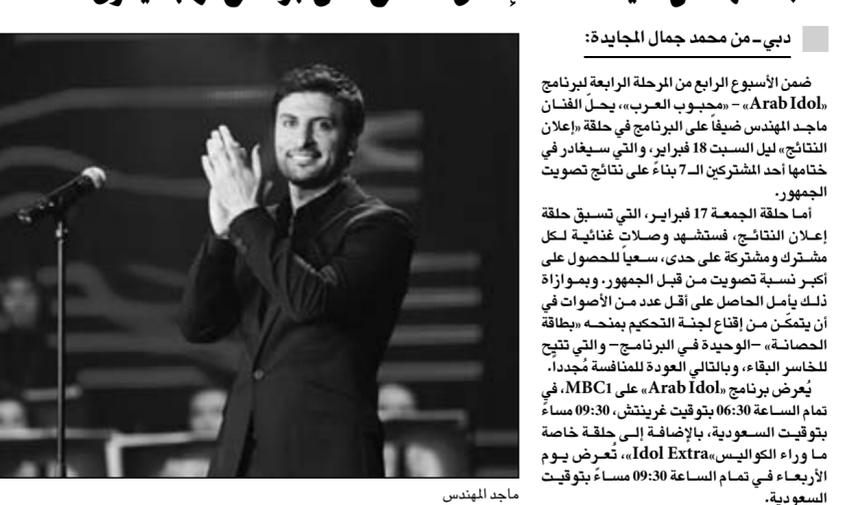 دبي - من محمد جمال المجايدة:
ضمن الأسبوع الرابع من المرحلة الرابعة لبرنامج
«Arab Idol» – «محبوب العرب»، يحلّ الفنان
ماجد المهندس ضيفاً على البرنامج في حلقة «إعلان
النتائج» ليل السبت 18 فبراير، والتي سيغادر في
ختامها أحد المشتركين الـ7 بناءً على نتائج تصويت
الجمهور.
أما حلقة الجمعة 17 فبراير، التي تسبق حلقة
إعلان النتائج، فستشهد وصلات غنائية لكل
مشترك ومشتركة على حدى، سعياً للحصول على
أكبر نسبة تصويت من قبل الجمهور. وبموازاة
ذلك يأمل الحاصل على أقل عدد من الأصوات في
أن يتمكّن من إقناع لجنة التحكيم بمنحه «بطاقة
الحصانة» –الوحيدة في البرنامج– والتي تتيح
للخاسر البقاء، وبالتالي العودة للمنافسة مُجدداً.
يُعرض برنامج «Arab Idol» على MBC1، في
تمام الساعة 06:30 بتوقيت غرينتش، 09:30 مساءً
بتوقيت السعودية، بالإضافة إلى حلقة خاصة
ما وراء الكواليس«Idol Extra»، تُعرض يوم
الأربعاء في تمام الساعة 09:30 مساءً بتوقيت
السعودية.
ماجد المهندس